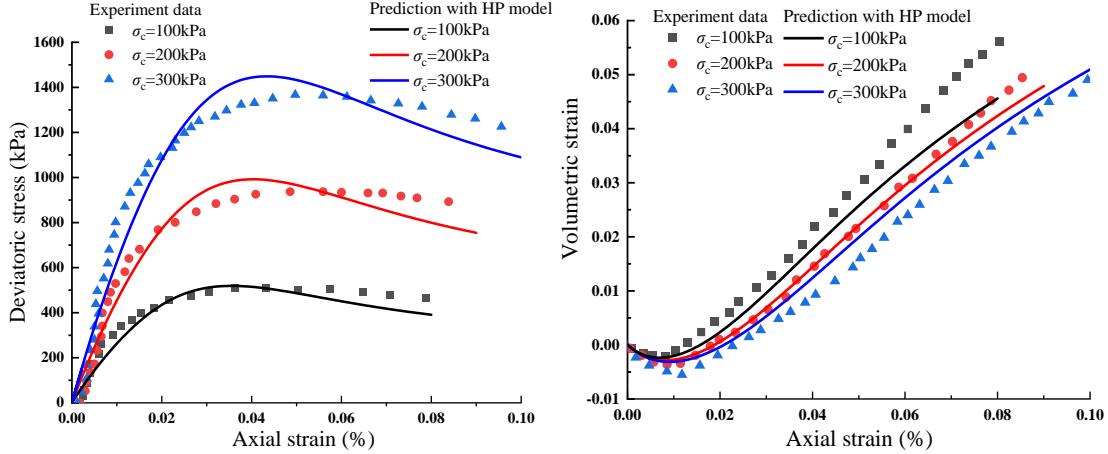 Experiment data
σc=100kPa
σc=200kPa
σc=300kPa
Prediction with HP model
σc=100kPa
σc=200kPa
σc=300kPa
1600
1400
1200
1000
800
600
400
200
0
Deviatoric stress (kPa)
0.00 0.02 0.04 0.06 0.08 0.10
Axial strain (%)
Experiment data
σc=100kPa
σc=200kPa
σc=300kPa
Prediction with HP model
σc=100kPa
σc=200kPa
σc=300kPa
0.06
0.05
0.04
0.03
0.02
0.01
0.00
-0.01
Volumetric strain
0.00 0.02 0.04 0.06 0.08 0.10
Axial strain (%)